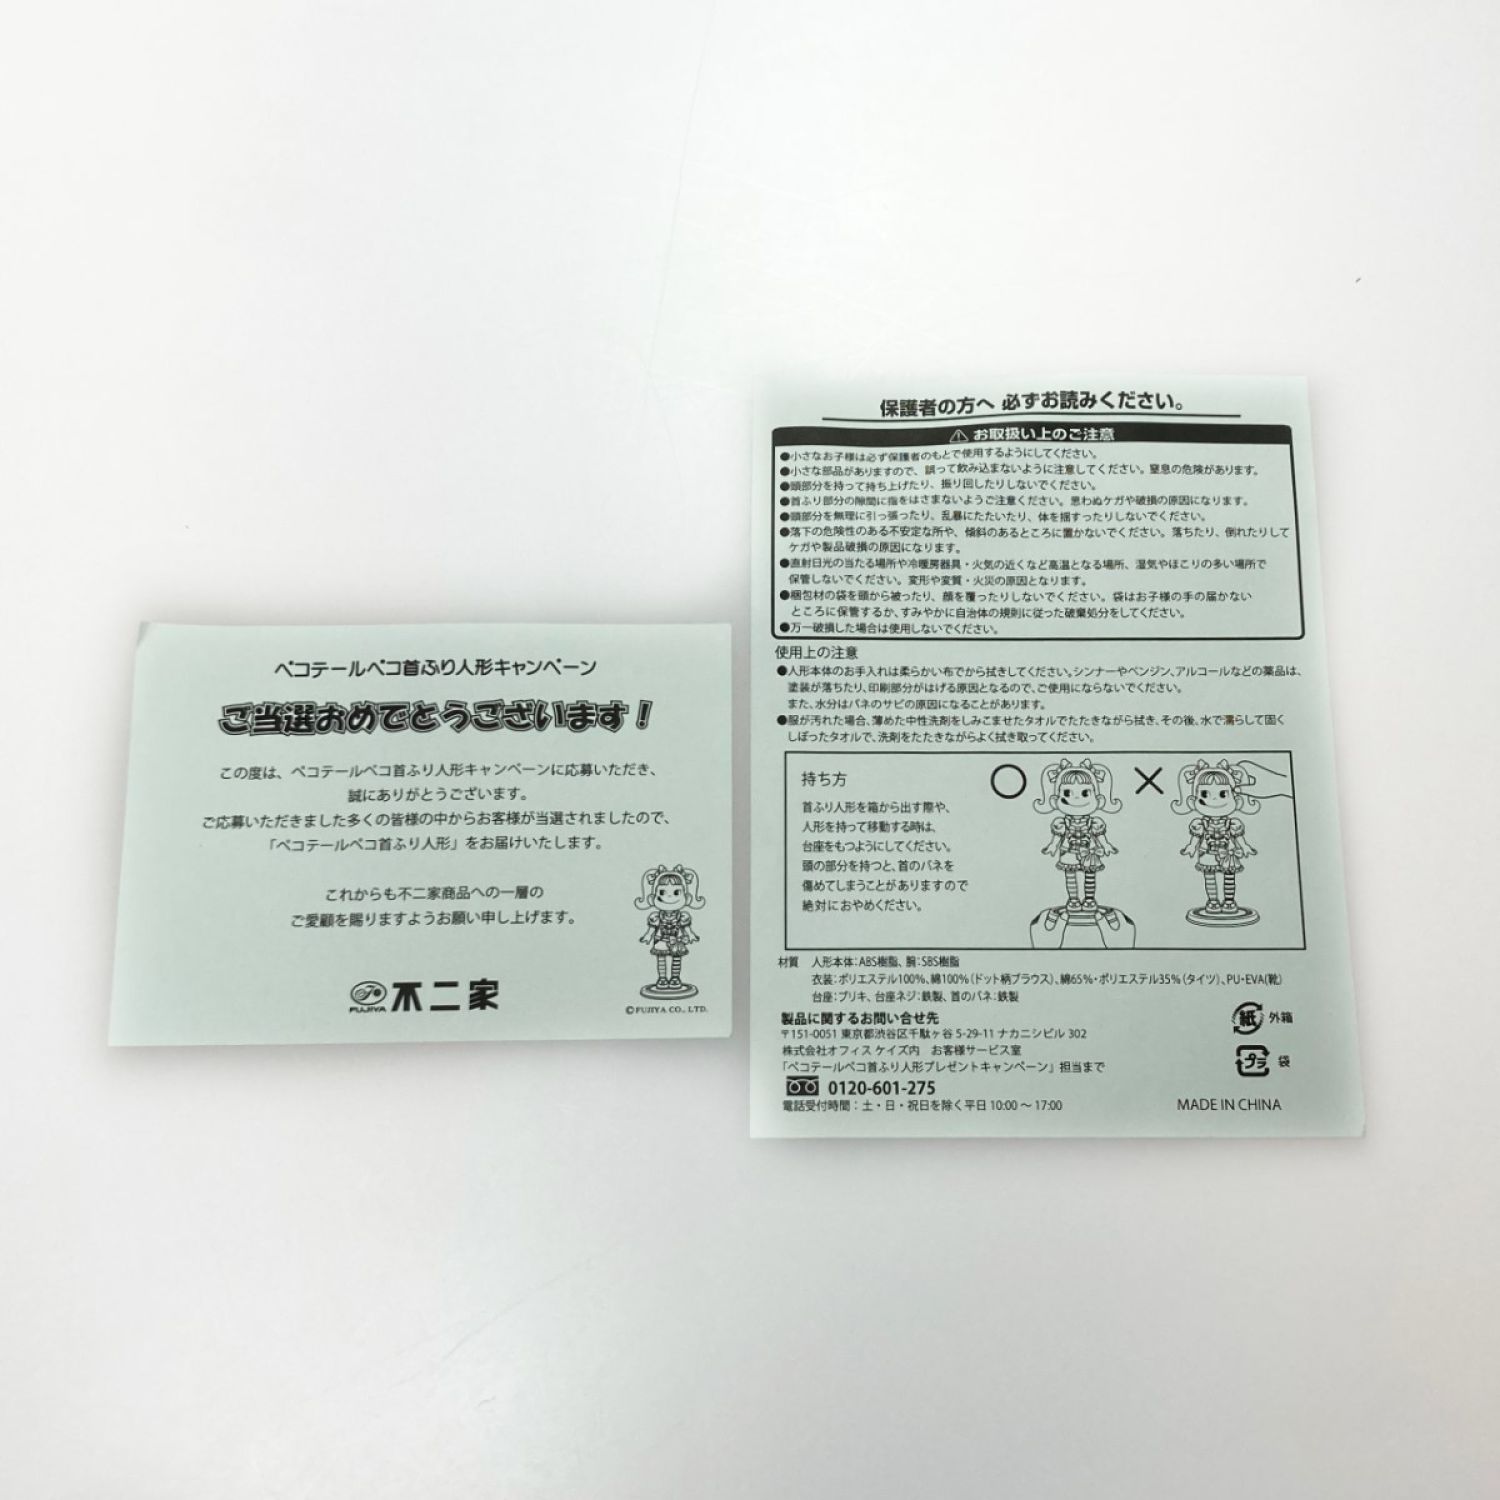 ペコテールペコ首ふり人形キャンペーン
ご当選おめでとうございます！
この度は、ペコテールペコ首ふり人形キャンペーンに応募いただき、
誠にありがとうございます。
ご応募いただきました多くの皆様の中からお客様が当選されましたので、
「ペコテールペコ首ふり人形」をお届けいたします。
これからも不二家商品への一層の
ご愛顧を賜りますようお願い申し上げます。
FUJIYA 不二家
©FUJIYA CO., LTD.
保護者の方へ 必ずお読みください。
⚠ お取扱い上のご注意
●小さなお子様は必ず保護者のもとで使用するようにしてください。
●小さな部品がありますので、誤って飲み込まないように注意してください。窒息の危険があります。
●頭部分を持って持ち上げたり、振り回したりしないでください。
●首ふり部分の隙間に指をはさまないようご注意ください。思わぬケガや破損の原因になります。
●頭部分を無理に引っ張ったり、乱暴にたたいたり、体を揺すったりしないでください。
●落下の危険性のある不安定な所や、傾斜のあるところに置かないでください。落ちたり、倒れたりして
ケガや製品破損の原因になります。
●直射日光の当たる場所や冷暖房器具・火気の近くなど高温となる場所、湿気やほこりの多い場所で
保管しないでください。変形や変質・火災の原因となります。
●梱包材の袋を頭から被ったり、顔を覆ったりしないでください。袋はお子様の手の届かない
ところに保管するか、すみやかに自治体の規則に従った破棄処分をしてください。
●万一破損した場合は使用しないでください。
使用上の注意
●人形本体のお手入れは柔らかい布でから拭きしてください。シンナーやベンジン、アルコールなどの薬品は、
塗装が落ちたり、印刷部分がはげる原因となるので、ご使用にならないでください。
また、水分はバネのサビの原因になることがあります。
●服が汚れた場合、薄めた中性洗剤をしみこませたタオルでたたきながら拭き、その後、水で濡らして固く
しぼったタオルで、洗剤をたたきながらよく拭き取ってください。
持ち方
首ふり人形を箱から出す際や、
人形を持って移動する時は、
台座をもつようにしてください。
頭の部分を持つと、首のバネを
傷めてしまうことがありますので
絶対におやめください。
材質 人形本体：ABS樹脂、腕：SBS樹脂
衣装：ポリエステル100%、綿100%（ドット柄ブラウス）、綿65%・ポリエステル35%（タイツ）、PU・EVA（靴）
台座：ブリキ、台座ネジ：鉄製、首のバネ：鉄製
製品に関するお問い合せ先
〒151-0051 東京都渋谷区千駄ヶ谷 5-29-11 ナカニシビル 302
株式会社オフィス ケイズ内 お客様サービス室
「ペコテールペコ首ふり人形プレゼントキャンペーン」担当まで
0120-601-275
電話受付時間：土・日・祝日を除く平日 10:00 ～ 17:00
紙 外箱
プラ 袋
MADE IN CHINA